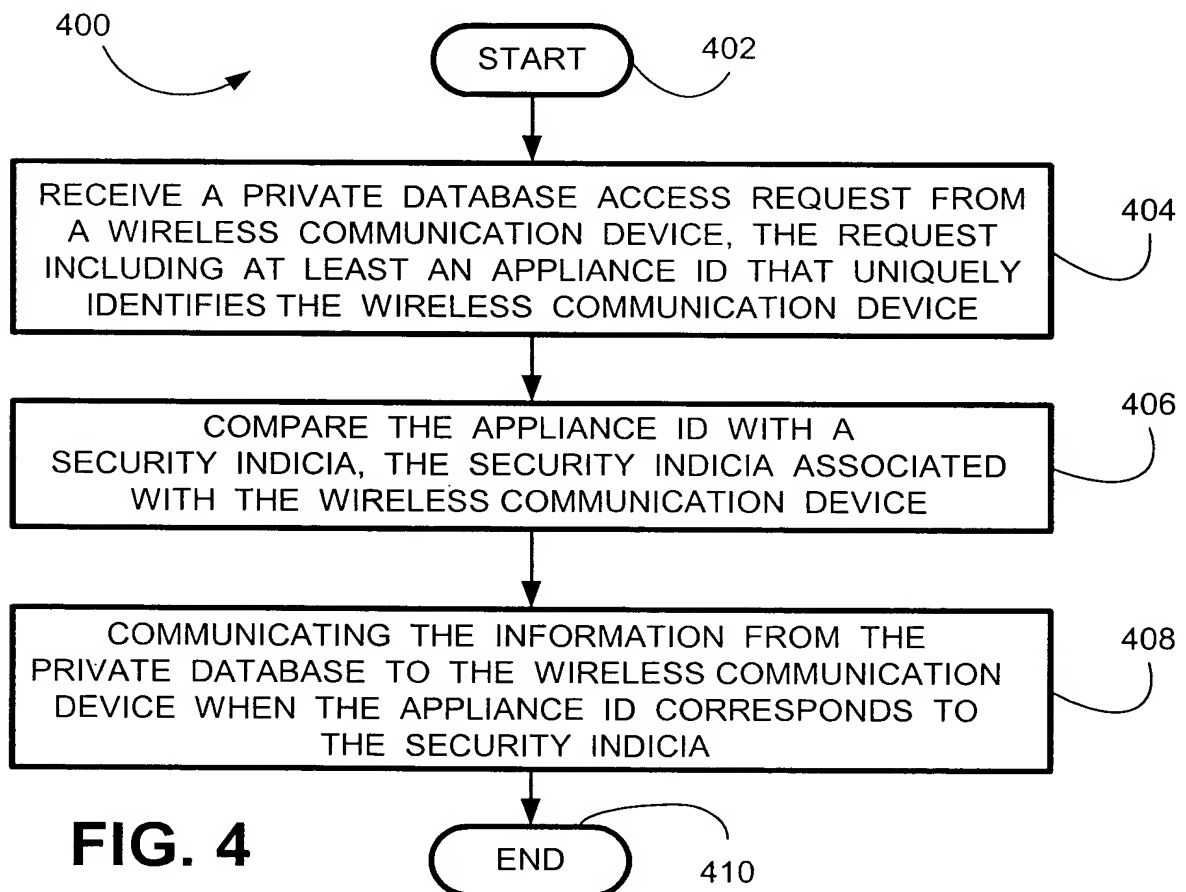 400
START
402
RECEIVE A PRIVATE DATABASE ACCESS REQUEST FROM
A WIRELESS COMMUNICATION DEVICE, THE REQUEST
INCLUDING AT LEAST AN APPLIANCE ID THAT UNIQUELY
IDENTIFIES THE WIRELESS COMMUNICATION DEVICE
404
COMPARE THE APPLIANCE ID WITH A
SECURITY INDICIA, THE SECURITY INDICIA ASSOCIATED
WITH THE WIRELESS COMMUNICATION DEVICE
406
COMMUNICATING THE INFORMATION FROM THE
PRIVATE DATABASE TO THE WIRELESS COMMUNICATION
DEVICE WHEN THE APPLIANCE ID CORRESPONDS TO
THE SECURITY INDICIA
408
FIG. 4
END
410